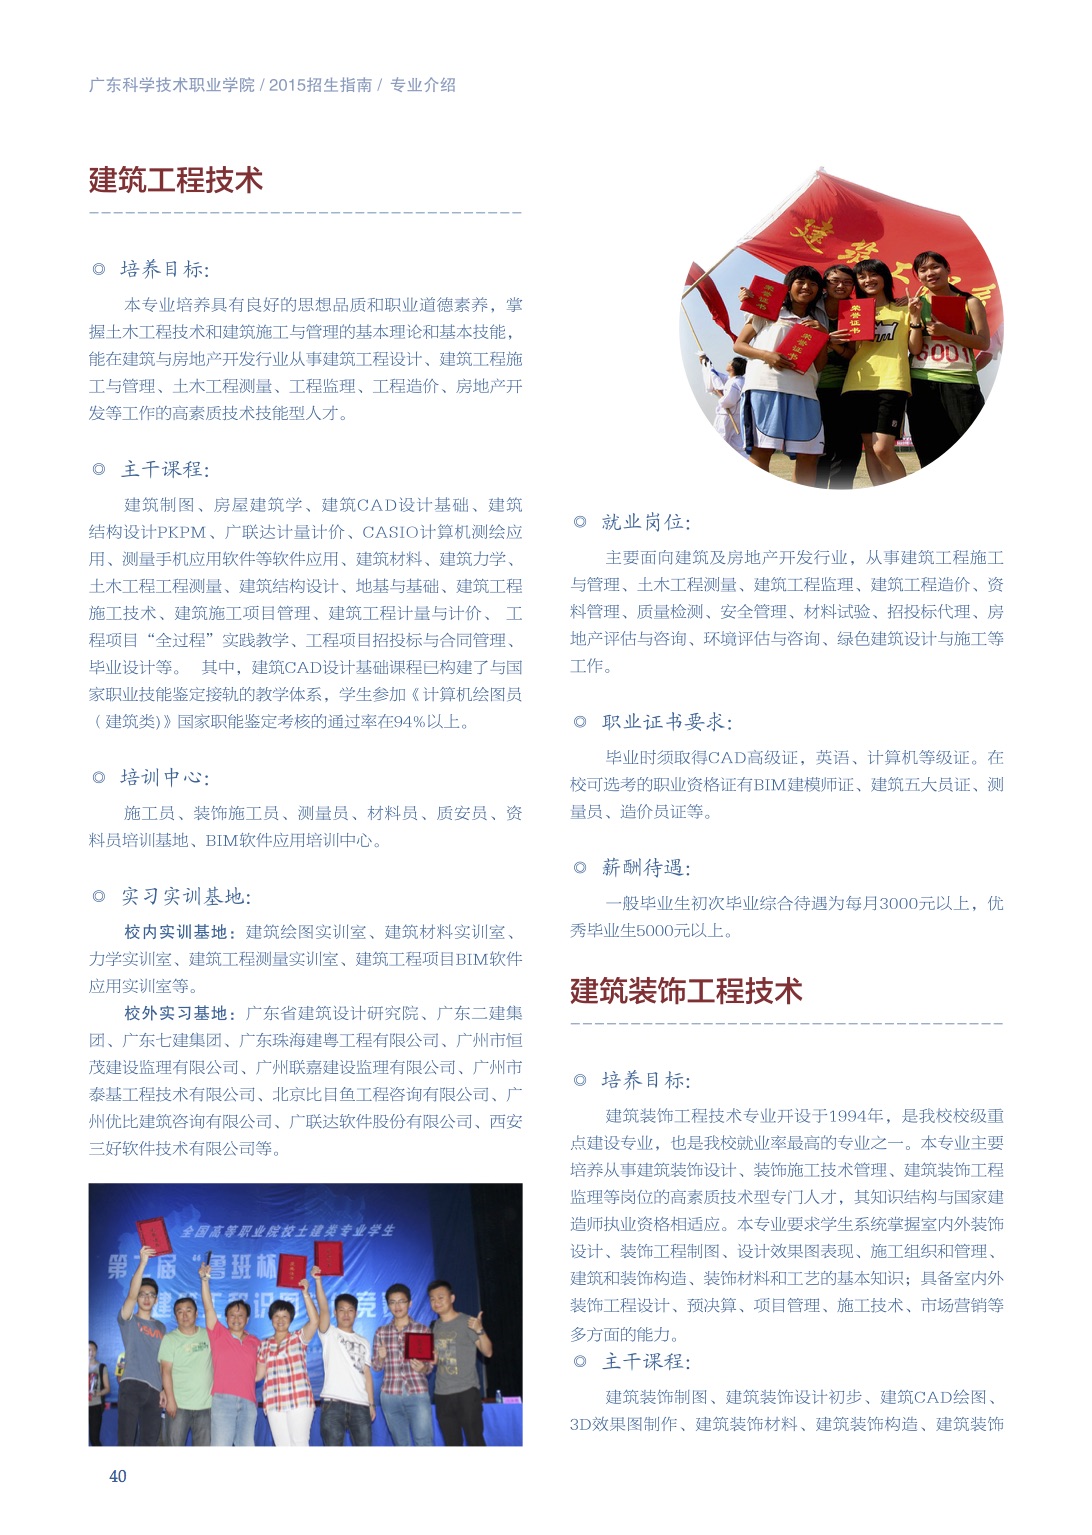 广东科学技术职业学院 / 2015招生指南 / 专业介绍
建筑工程技术
◎ 培养目标：
本专业培养具有良好的思想品质和职业道德素养，掌
握土木工程技术和建筑施工与管理的基本理论和基本技能，
能在建筑与房地产开发行业从事建筑工程设计、建筑工程施
工与管理、土木工程测量、工程监理、工程造价、房地产开
发等工作的高素质技术技能型人才。
◎ 主干课程：
建筑制图、房屋建筑学、建筑CAD设计基础、建筑
结构设计PKPM、广联达计量计价、CASIO计算机测绘应
用、测量手机应用软件等软件应用、建筑材料、建筑力学、
土木工程工程测量、建筑结构设计、地基与基础、建筑工程
施工技术、建筑施工项目管理、建筑工程计量与计价、 工
程项目“全过程”实践教学、工程项目招投标与合同管理、
毕业设计等。 其中，建筑CAD设计基础课程已构建了与国
家职业技能鉴定接轨的教学体系，学生参加《计算机绘图员
（建筑类)》国家职能鉴定考核的通过率在94%以上。
◎ 培训中心：
施工员、装饰施工员、测量员、材料员、质安员、资
料员培训基地、BIM软件应用培训中心。
◎ 实习实训基地：
校内实训基地：建筑绘图实训室、建筑材料实训室、
力学实训室、建筑工程测量实训室、建筑工程项目BIM软件
应用实训室等。
校外实习基地：广东省建筑设计研究院、广东二建集
团、广东七建集团、广东珠海建粤工程有限公司、广州市恒
茂建设监理有限公司、广州联嘉建设监理有限公司、广州市
泰基工程技术有限公司、北京比目鱼工程咨询有限公司、广
州优比建筑咨询有限公司、广联达软件股份有限公司、西安
三好软件技术有限公司等。
全国高等职业院校土建类专业学生
第二届“鲁班杯
建 工程识图 竞
40
建筑工
荣誉证书
荣誉证书
荣誉证书
6001
◎ 就业岗位：
主要面向建筑及房地产开发行业，从事建筑工程施工
与管理、土木工程测量、建筑工程监理、建筑工程造价、资
料管理、质量检测、安全管理、材料试验、招投标代理、房
地产评估与咨询、环境评估与咨询、绿色建筑设计与施工等
工作。
◎ 职业证书要求：
毕业时须取得CAD高级证，英语、计算机等级证。在
校可选考的职业资格证有BIM建模师证、建筑五大员证、测
量员、造价员证等。
◎ 薪酬待遇：
一般毕业生初次毕业综合待遇为每月3000元以上，优
秀毕业生5000元以上。
建筑装饰工程技术
◎ 培养目标：
建筑装饰工程技术专业开设于1994年，是我校校级重
点建设专业，也是我校就业率最高的专业之一。本专业主要
培养从事建筑装饰设计、装饰施工技术管理、建筑装饰工程
监理等岗位的高素质技术型专门人才，其知识结构与国家建
造师执业资格相适应。本专业要求学生系统掌握室内外装饰
设计、装饰工程制图、设计效果图表现、施工组织和管理、
建筑和装饰构造、装饰材料和工艺的基本知识；具备室内外
装饰工程设计、预决算、项目管理、施工技术、市场营销等
多方面的能力。
◎ 主干课程：
建筑装饰制图、建筑装饰设计初步、建筑CAD绘图、
3D效果图制作、建筑装饰材料、建筑装饰构造、建筑装饰